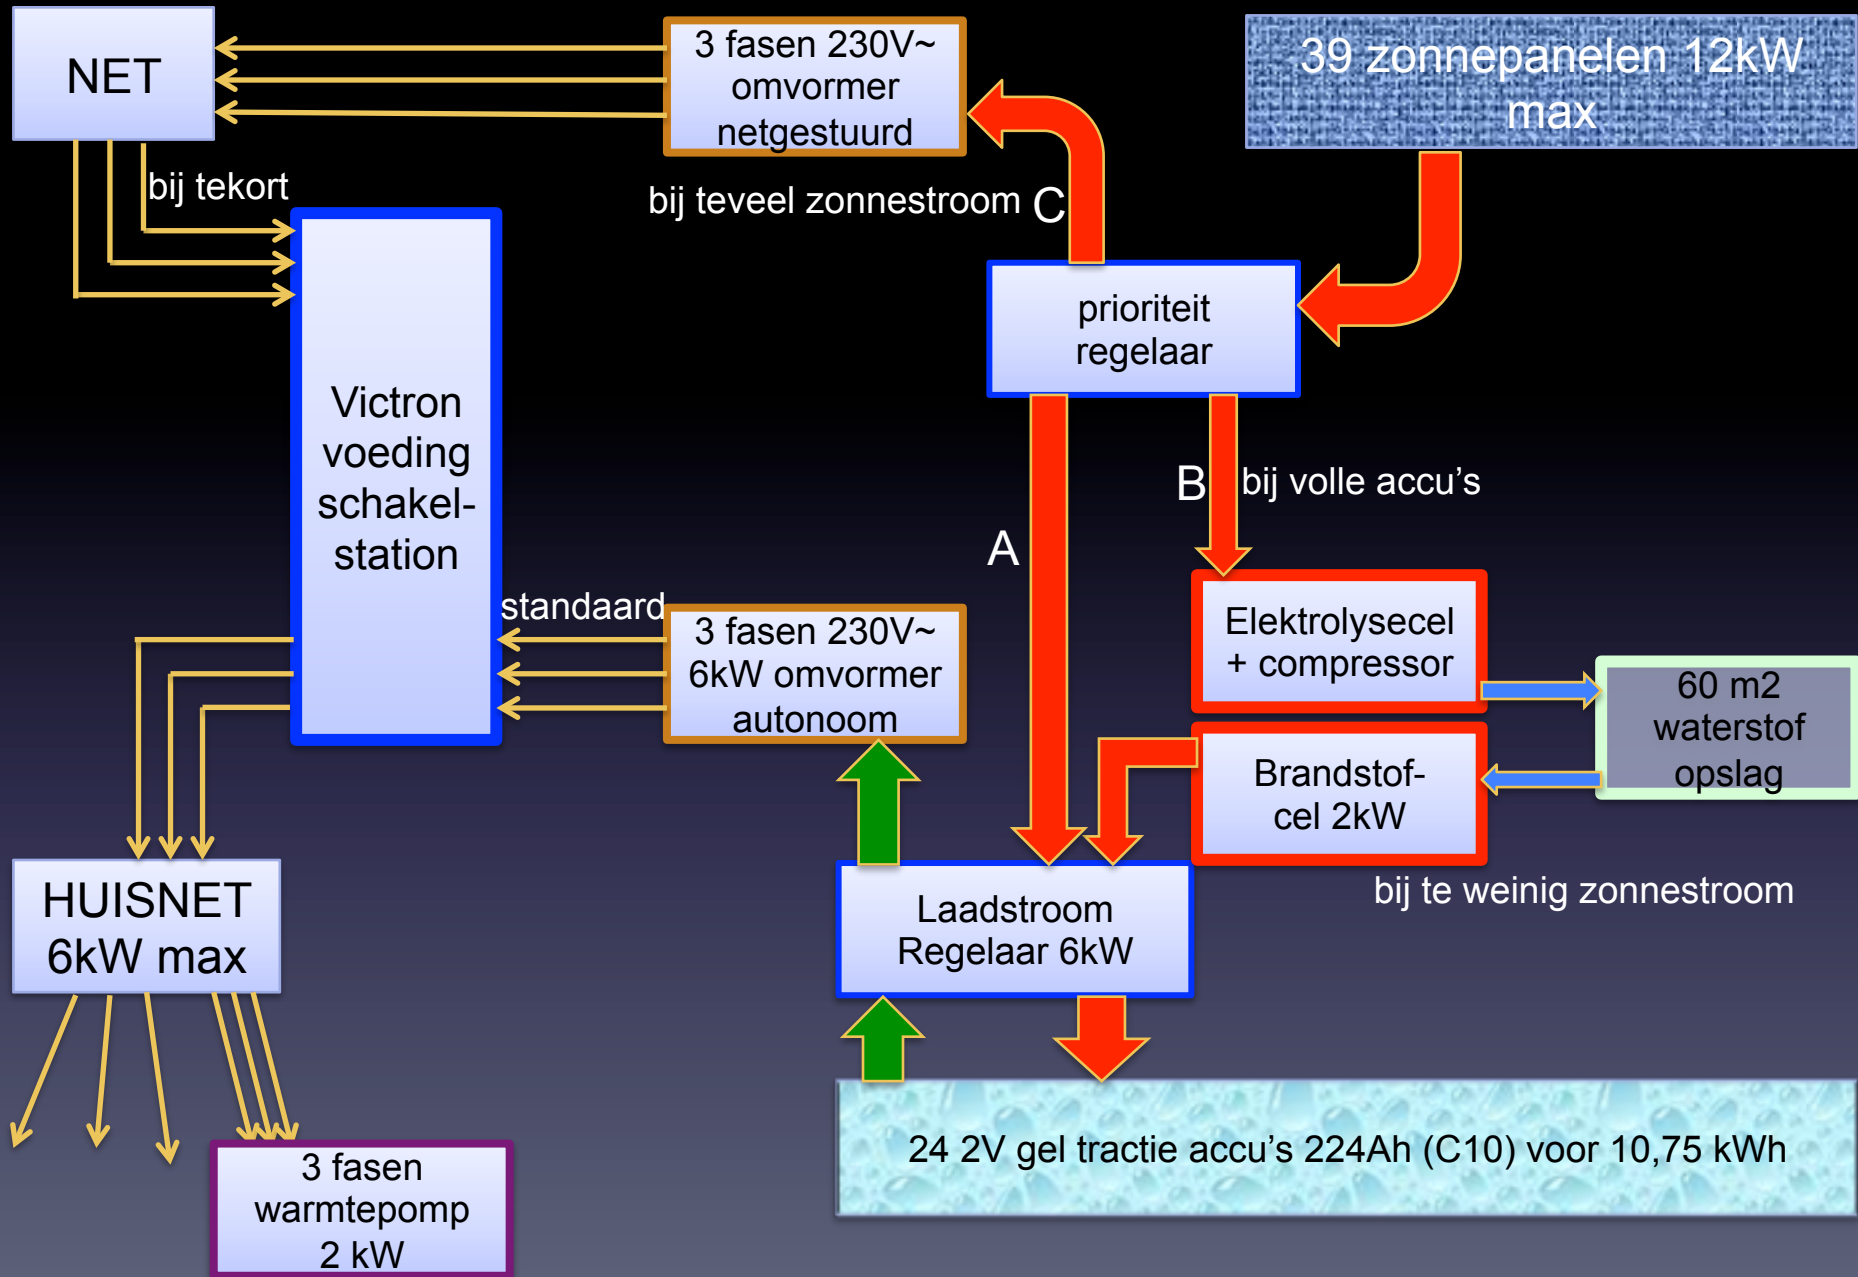 NET
3 fasen 230V~
omvormer
netgestuurd
39 zonnepanelen 12kW
max
bij tekort
bij teveel zonnestroom C
prioriteit
regelaar
Victron
voeding
schakel-
station
B bij volle accu's
A
standaard
3 fasen 230V~
6kW omvormer
autonoom
Elektrolysecel
+ compressor
60 m2
waterstof
opslag
Brandstof-
cel 2kW
bij te weinig zonnestroom
HUISNET
6kW max
Laadstroom
Regelaar 6kW
24 2V gel tractie accu's 224Ah (C10) voor 10,75 kWh
3 fasen
warmtepomp
2 kW